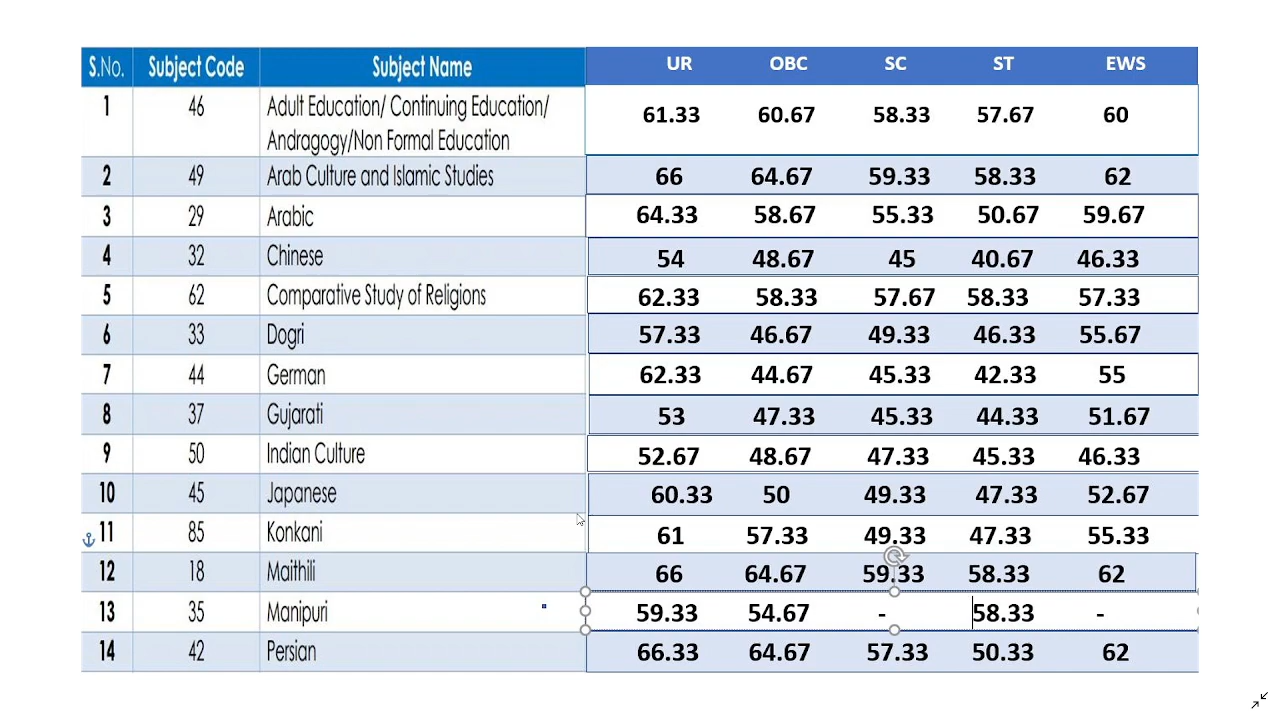 S.No. Subject Code Subject Name UR OBC SC ST EWS
1 46 Adult Education/ Continuing Education/ 61.33 60.67 58.33 57.67 60
Andragogy/Non Formal Education
2 49 Arab Culture and Islamic Studies 66 64.67 59.33 58.33 62
3 29 Arabic 64.33 58.67 55.33 50.67 59.67
4 32 Chinese 54 48.67 45 40.67 46.33
5 62 Comparative Study of Religions 62.33 58.33 57.67 58.33 57.33
6 33 Dogri 57.33 46.67 49.33 46.33 55.67
7 44 German 62.33 44.67 45.33 42.33 55
8 37 Gujarati 53 47.33 45.33 44.33 51.67
9 50 Indian Culture 52.67 48.67 47.33 45.33 46.33
10 45 Japanese 60.33 50 49.33 47.33 52.67
11 85 Konkani 61 57.33 49.33 47.33 55.33
12 18 Maithili 66 64.67 59.33 58.33 62
13 35 Manipuri 59.33 54.67 - 58.33 -
14 42 Persian 66.33 64.67 57.33 50.33 62